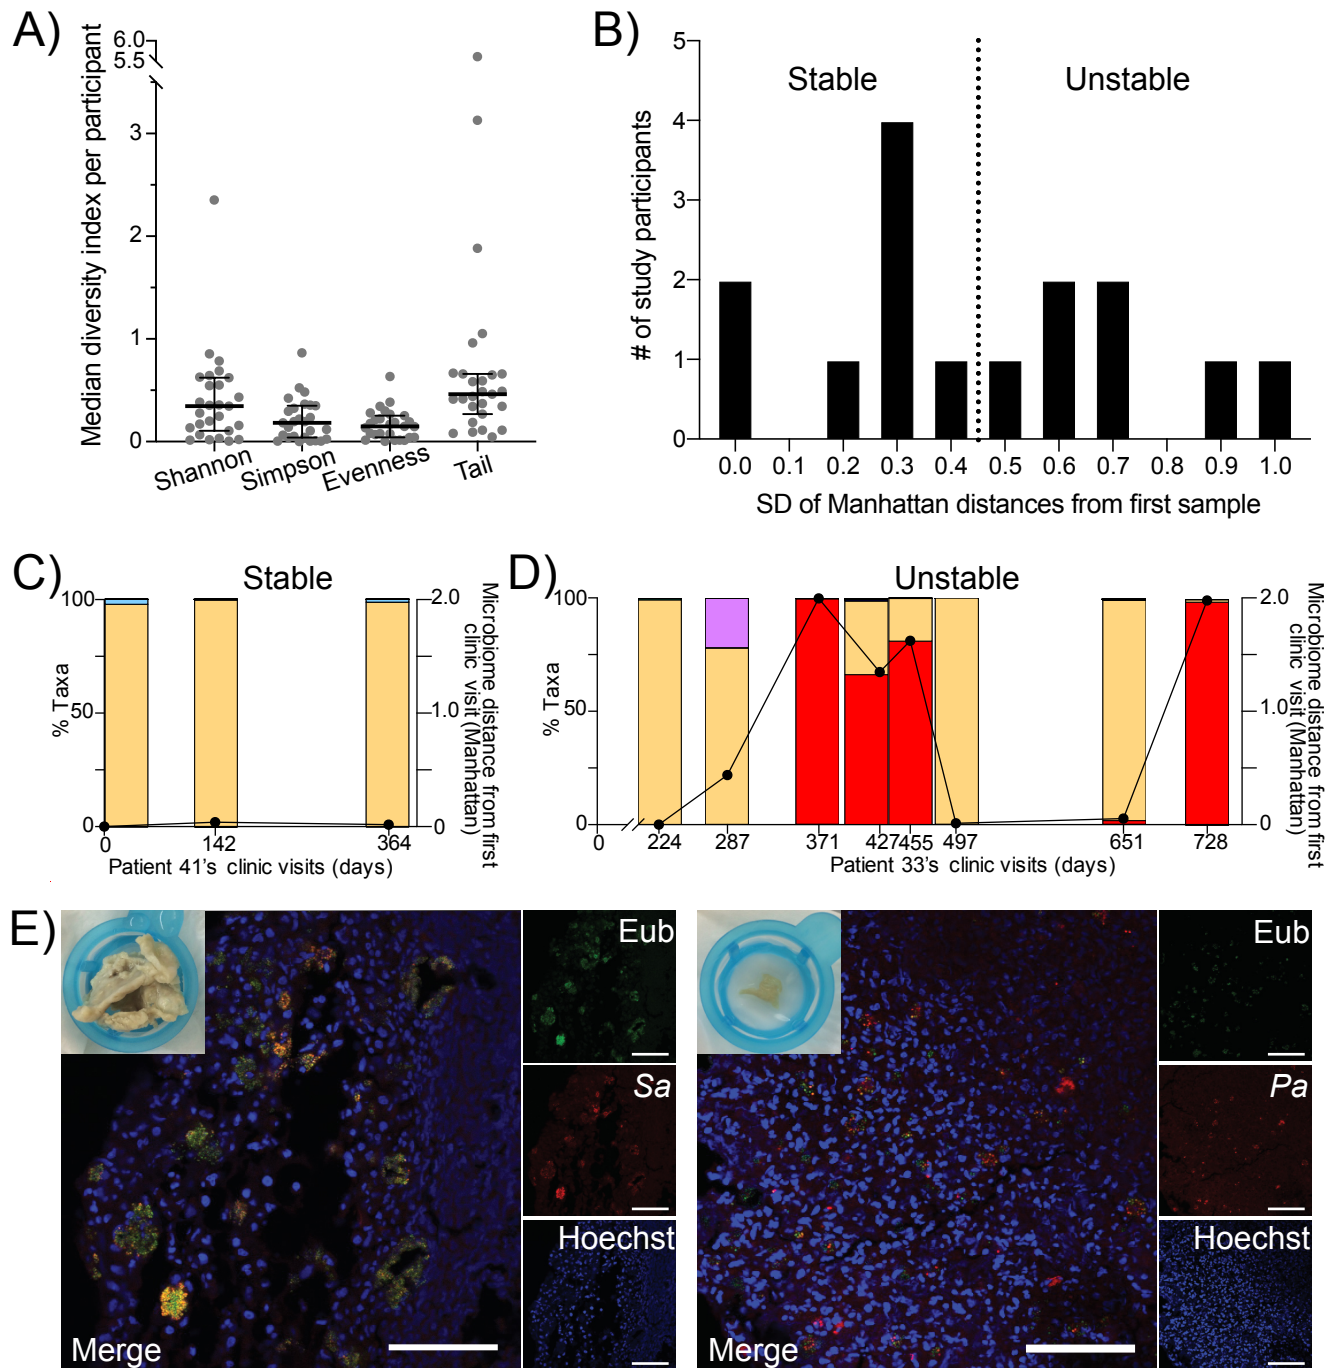 A)
Median diversity index per participant
6.0
5.5
3
2
1
0
Shannon
Simpson
Evenness
Tail
B)
# of study participants
5
4
3
2
1
0
Stable
Unstable
0.0 0.1 0.2 0.3 0.4 0.5 0.6 0.7 0.8 0.9 1.0
SD of Manhattan distances from first sample
C)
Stable
% Taxa
100
50
0
2.0
1.0
0
Microbiome distance from first
clinic visit (Manhattan)
0 142 364
Patient 41's clinic visits (days)
D)
Unstable
% Taxa
100
50
0
2.0
1.0
0
Microbiome distance from first
clinic visit (Manhattan)
0 224 287 371 427 455 497 651 728
Patient 33's clinic visits (days)
E)
Merge
Eub
Sa
Hoechst
Merge
Eub
Pa
Hoechst